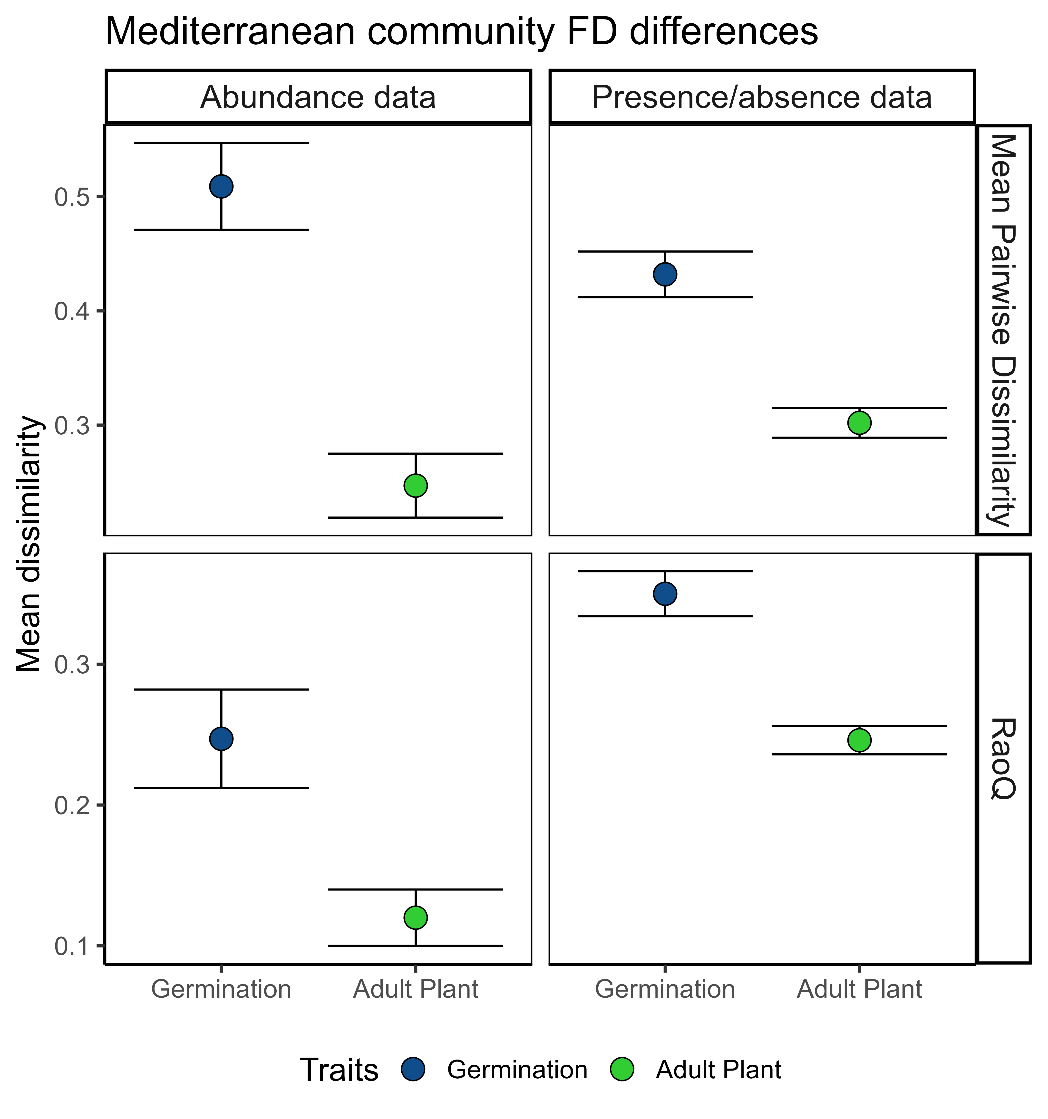 Mediterranean community FD differences
Abundance data
Presence/absence data
Mean dissimilarity
0.5
0.4
0.3
Mean Pairwise Dissimilarity
0.3
0.2
0.1
RaoQ
Germination
Adult Plant
Germination
Adult Plant
Traits
Germination
Adult Plant